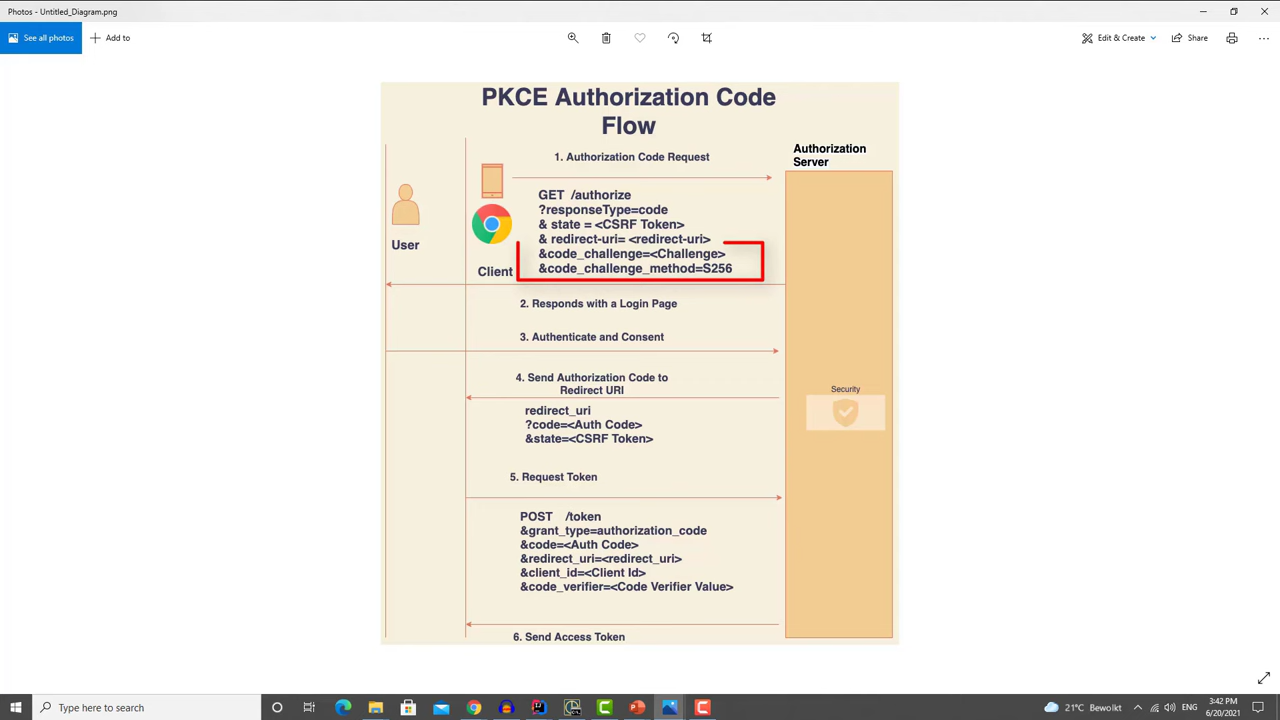 Photos - Untitled_Diagram.png
See all photos
Add to
Edit & Create
Share
PKCE Authorization Code
Flow
Authorization
Server
1. Authorization Code Request
GET /authorize
?responseType=code
& state = <CSRF Token>
& redirect-uri= <redirect-uri>
&code_challenge=<Challenge>
&code_challenge_method=S256
User
Client
2. Responds with a Login Page
3. Authenticate and Consent
4. Send Authorization Code to
Redirect URI
redirect_uri
?code=<Auth Code>
&state=<CSRF Token>
Security
5. Request Token
POST /token
&grant_type=authorization_code
&code=<Auth Code>
&redirect_uri=<redirect_uri>
&client_id=<Client Id>
&code_verifier=<Code Verifier Value>
6. Send Access Token
Type here to search
21°C Bewolkt
ENG
3:42 PM
6/20/2021